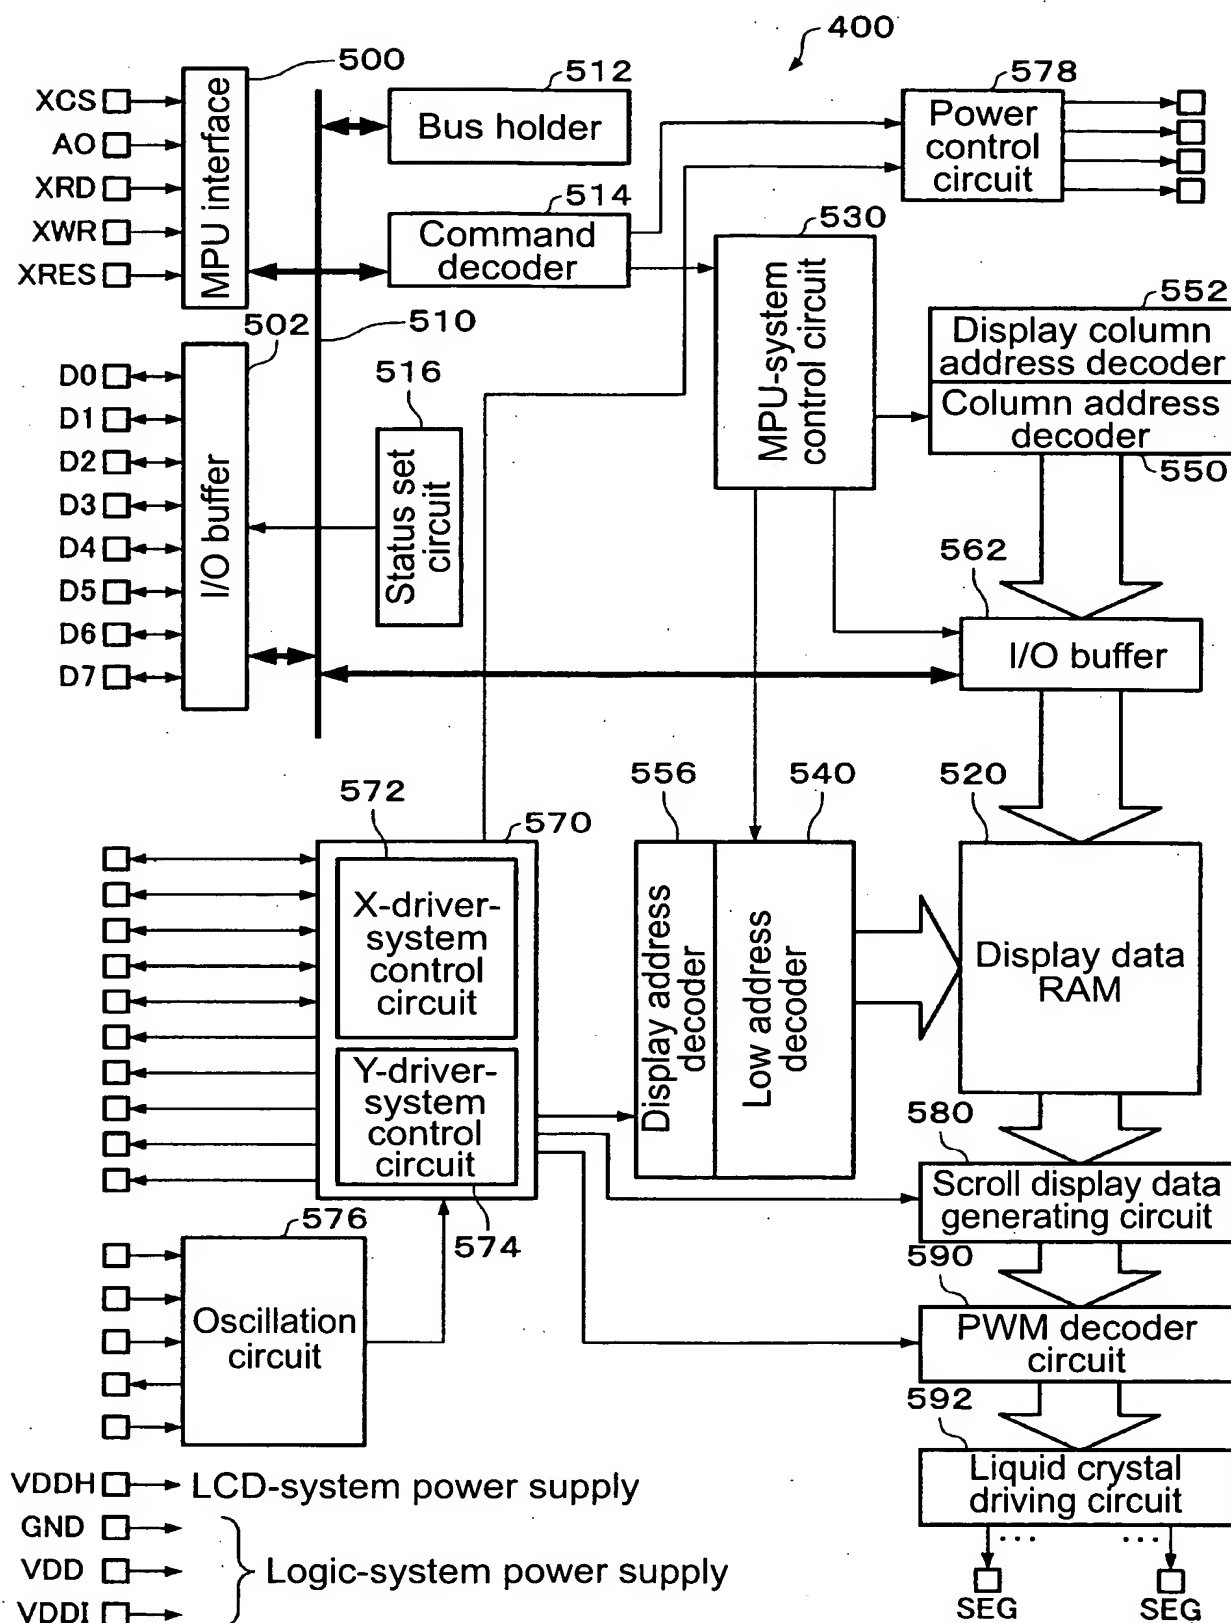 400
500
512
578
XCS
AO
XRD
XWR
XRES
MPU interface
Bus holder
Power
control
circuit
514
Command
decoder
530
MPU-system
control circuit
552
Display column
address decoder
Column address
decoder
550
502
510
516
D0
D1
D2
D3
D4
D5
D6
D7
I/O buffer
Status set
circuit
562
I/O buffer
572
570
556
540
520
X-driver-
system
control
circuit
Y-driver-
system
control
circuit
574
Display address
decoder
Low address
decoder
Display data
RAM
580
Scroll display data
generating circuit
576
Oscillation
circuit
590
PWM decoder
circuit
592
Liquid crystal
driving circuit
... ...
SEG SEG
VDDH LCD-system power supply
GND
VDD
VDDI
Logic-system power supply